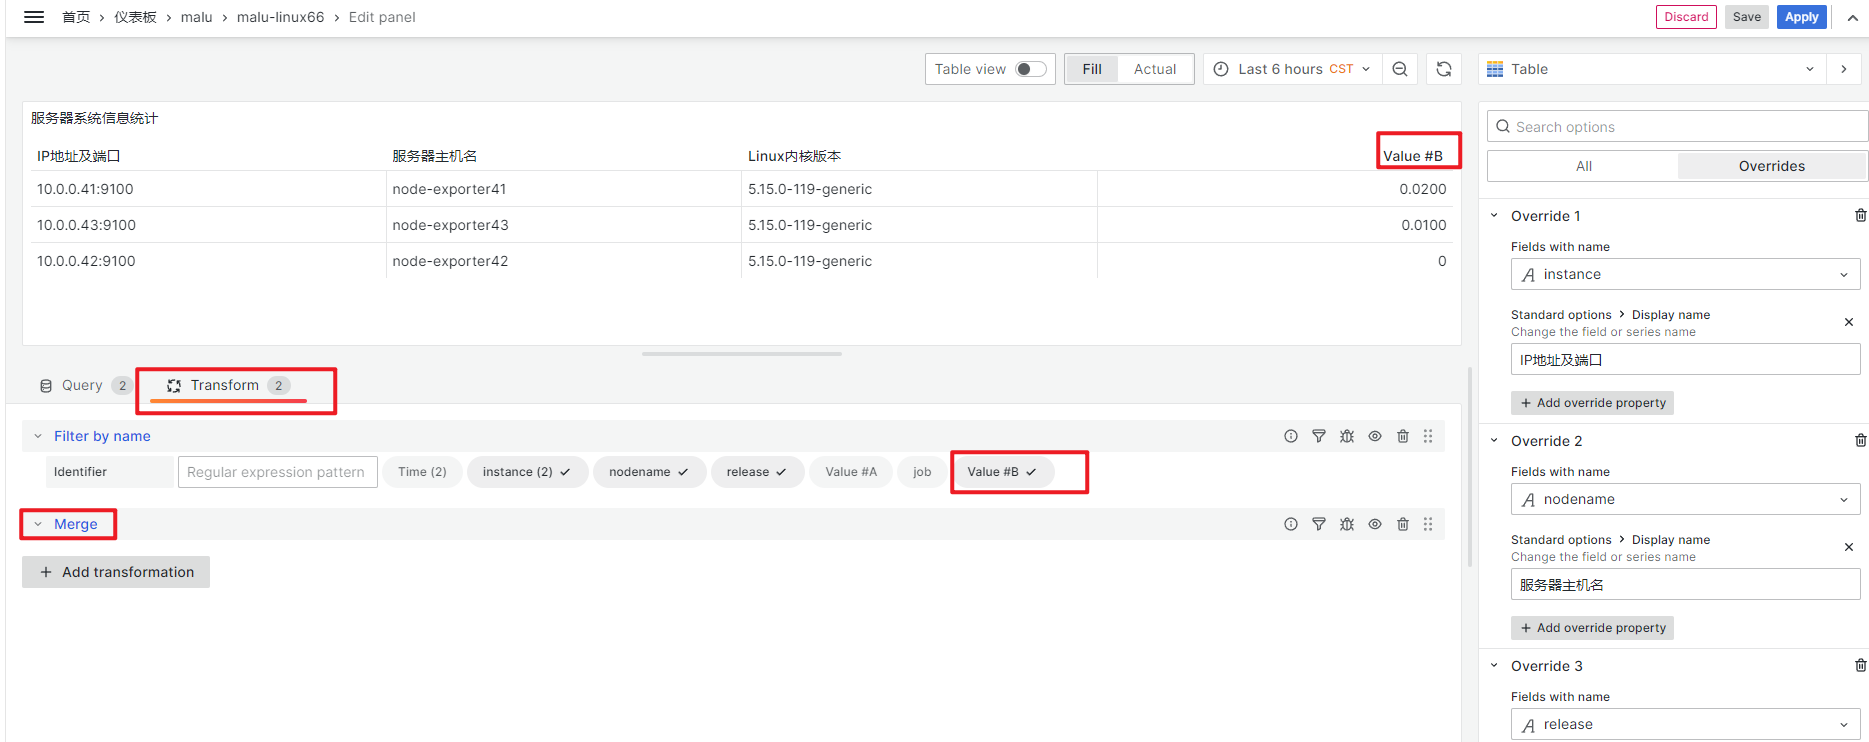 首页 › 仪表板 › malu › malu-linux66 › Edit panel
Discard Save Apply
Table view Fill Actual Last 6 hours CST
Table
服务器系统信息统计
IP地址及端口 服务器主机名 Linux内核版本 Value #B
10.0.0.41:9100 node-exporter41 5.15.0-119-generic 0.0200
10.0.0.43:9100 node-exporter43 5.15.0-119-generic 0.0100
10.0.0.42:9100 node-exporter42 5.15.0-119-generic 0
Query 2 Transform 2
Filter by name
Identifier Regular expression pattern Time (2) instance (2) nodename release Value #A job Value #B
Merge
+ Add transformation
Search options
All Overrides
Override 1
Fields with name
instance
Standard options › Display name
Change the field or series name
IP地址及端口
+ Add override property
Override 2
Fields with name
nodename
Standard options › Display name
Change the field or series name
服务器主机名
+ Add override property
Override 3
Fields with name
release